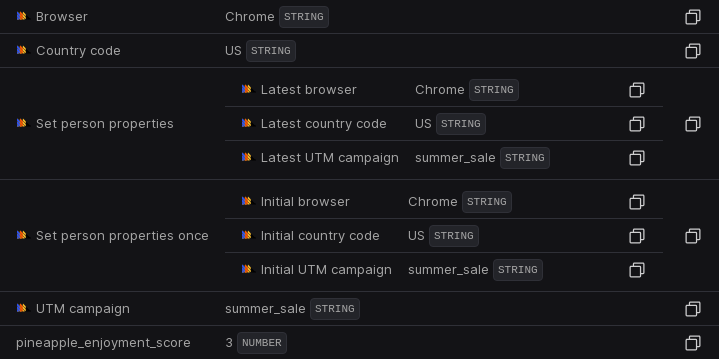 Browser Chrome STRING
Country code US STRING
Latest browser Chrome STRING
Set person properties Latest country code US STRING
Latest UTM campaign summer_sale STRING
Initial browser Chrome STRING
Set person properties once Initial country code US STRING
Initial UTM campaign summer_sale STRING
UTM campaign summer_sale STRING
pineapple_enjoyment_score 3 NUMBER